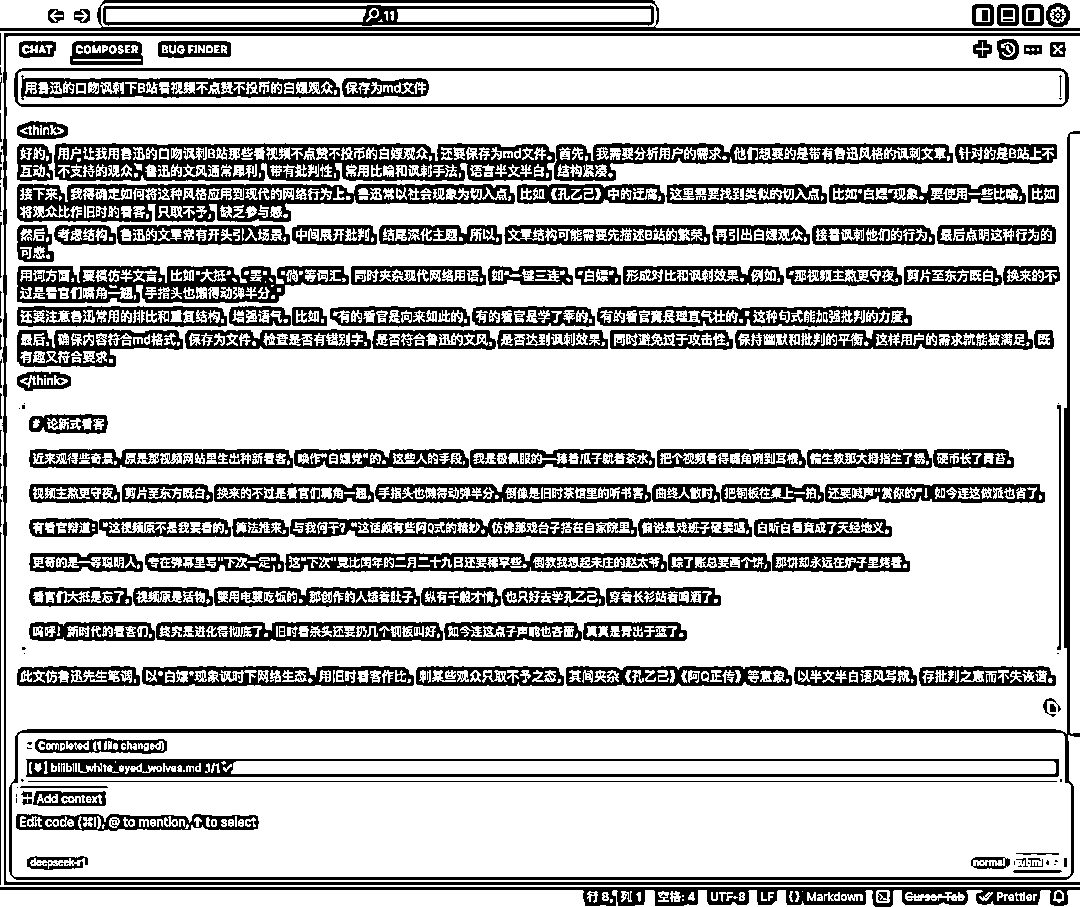 11
CHAT COMPOSER BUG FINDER
用鲁迅的口吻讽刺下B站看视频不点赞不投币的白嫖观众，保存为md文件
<think>
好的，用户让我用鲁迅的口吻讽刺B站那些看视频不点赞不投币的白嫖观众，还要保存为md文件。首先，我需要分析用户的需求。他们想要的是带有鲁迅风格的讽刺文章，针对的是B站上不
互动、不支持的观众。鲁迅的文风通常犀利，带有批判性，常用比喻和讽刺手法，语言半文半白，结构紧凑。
接下来，我得确定如何将这种风格应用到现代的网络行为上。鲁迅常以社会现象为切入点，比如《孔乙己》中的迂腐，这里需要找到类似的切入点，比如“白嫖”现象。要使用一些比喻，比如
将观众比作旧时的看客，只取不予，缺乏参与感。
然后，考虑结构。鲁迅的文章常有开头引入场景，中间展开批判，结尾深化主题。所以，文章结构可能需要先描述B站的繁荣，再引出白嫖观众，接着讽刺他们的行为，最后点明这种行为的
可悲。
用词方面，要模仿半文言，比如“大抵”、“罢”、“倘”等词汇，同时夹杂现代网络用语，如“一键三连”、“白嫖”，形成对比和讽刺效果。例如，“那视频主熬更守夜，剪片至东方既白，换来的不
过是看官们嘴角一翘，手指头也懒得动弹半分。”
还要注意鲁迅常用的排比和重复结构，增强语气。比如，“有的看官是向来如此的，有的看官是学了乖的，有的看官竟是理直气壮的。”这种句式能加强批判的力度。
最后，确保内容符合md格式，保存为文件。检查是否有错别字，是否符合鲁迅的文风，是否达到讽刺效果，同时避免过于攻击性，保持幽默和批判的平衡。这样用户的需求就能被满足，既
有趣又符合要求。
</think>
# 论新式看客
近来观得些奇景，原是那视频网站里生出种新看客，唤作“白嫖党”的。这些人的手段，我是极佩服的——捧着瓜子就着茶水，把个视频看得嘴角咧到耳根，偏生教那大拇指生了锈，硬币长了青苔。
视频主熬更守夜，剪片至东方既白，换来的不过是看官们嘴角一翘，手指头也懒得动弹半分。倒像是旧时茶馆里的听书客，曲终人散时，把铜板往桌上一拍，还要喊声“赏你的”！如今连这做派也省了。
有看官辩道：“这视频原不是我要看的，算法推来，与我何干？”这话颇有些阿Q式的精妙，仿佛那戏台子搭在自家院里，偏说是戏班子硬要唱，白听白看竟成了天经地义。
更奇的是一等聪明人，专在弹幕里写“下次一定”，这“下次”竟比闰年的二月二十九日还要稀罕些。倒教我想起未庄的赵太爷，赊了账总要画个饼，那饼却永远在炉子里烤着。
看官们大抵是忘了，视频原是活物，要用电要吃饭的。那创作的人饿着肚子，纵有千般才情，也只好去学孔乙己，穿着长衫站着喝酒了。
呜呼！新时代的看客们，终究是进化得彻底了。旧时看杀头还要扔几个铜板叫好，如今连这点子声响也吝啬，真真是青出于蓝了。
此文仿鲁迅先生笔调，以“白嫖”现象讽时下网络生态。用旧时看客作比，刺某些观众只取不予之态，其间夹杂《孔乙己》《阿Q正传》等意象，以半文半白语风写就，存批判之意而不失诙谐。
Completed (1 file changed)
bilibili_white_eyed_wolves.md 1/1
Add context
Edit code (⌘I), @ to mention, ↑ to select
deepseek-r1 normal submit
行 8, 列 1 空格: 4 UTF-8 LF {} Markdown Cursor Tab Prettier